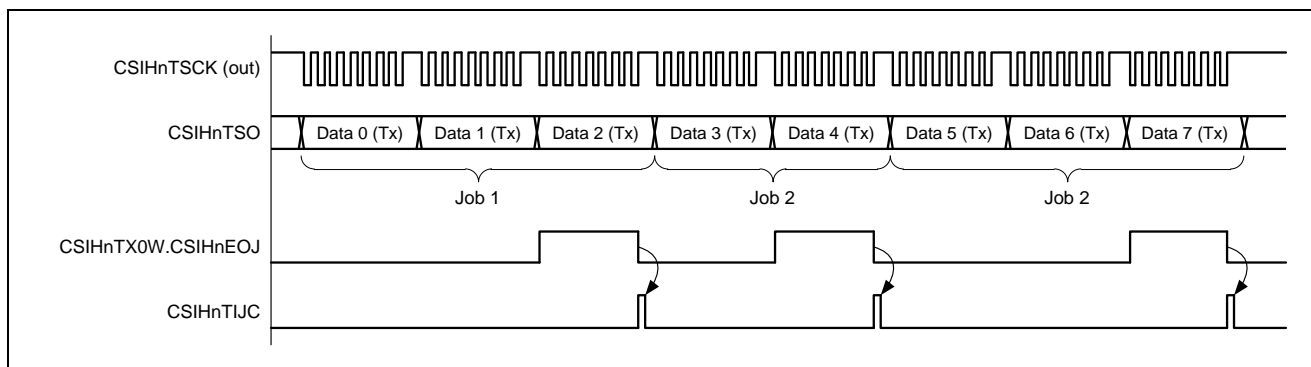 CSIHnTSCK (out)
CSIHnTSO
Data 0 (Tx)
Data 1 (Tx)
Data 2 (Tx)
Data 3 (Tx)
Data 4 (Tx)
Data 5 (Tx)
Data 6 (Tx)
Data 7 (Tx)
Job 1
Job 2
Job 2
CSIHnTX0W.CSIHnEOJ
CSIHnTIJC